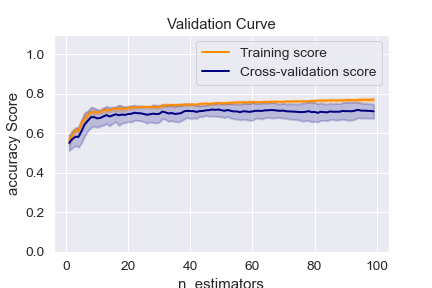 Validation Curve
Training score
Cross-validation score
accuracy Score
1.0
0.8
0.6
0.4
0.2
0.0
0 20 40 60 80 100
n_estimators